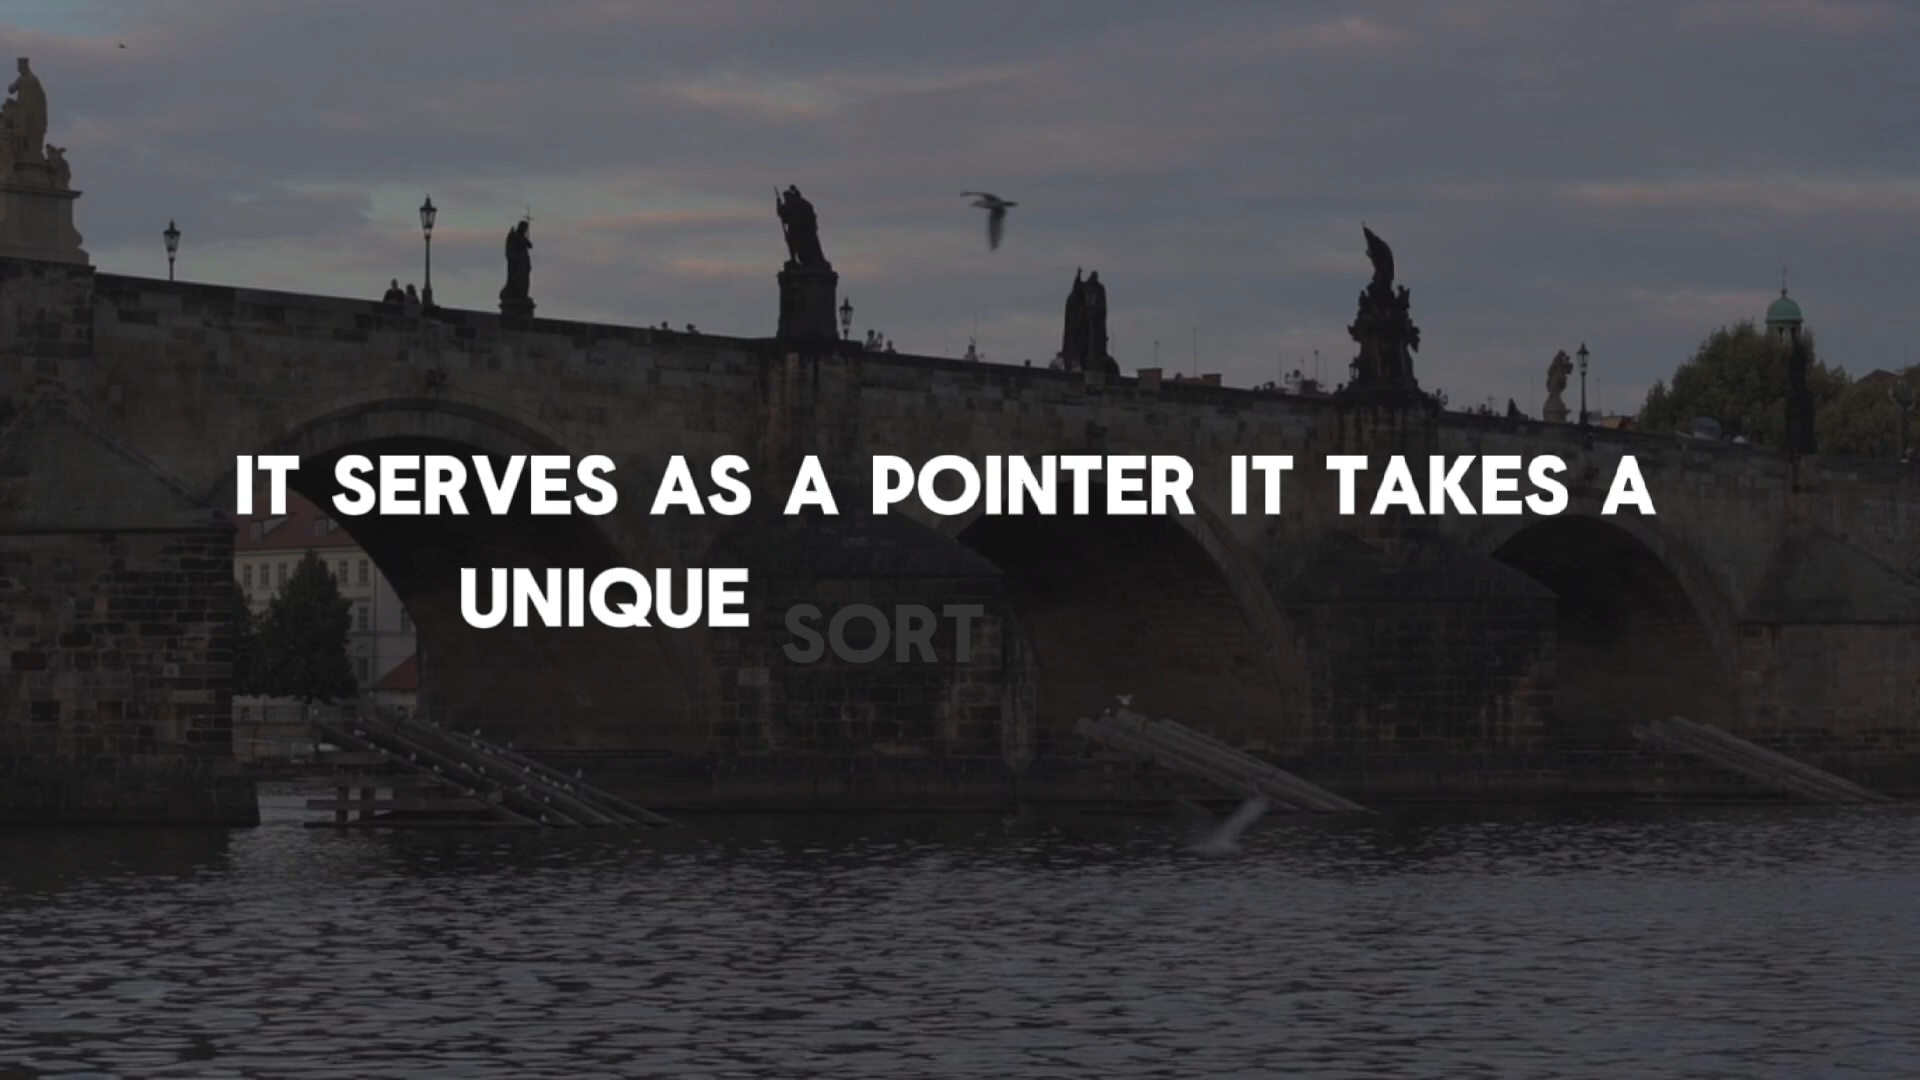 IT SERVES AS A POINTER IT TAKES A
UNIQUE SORT